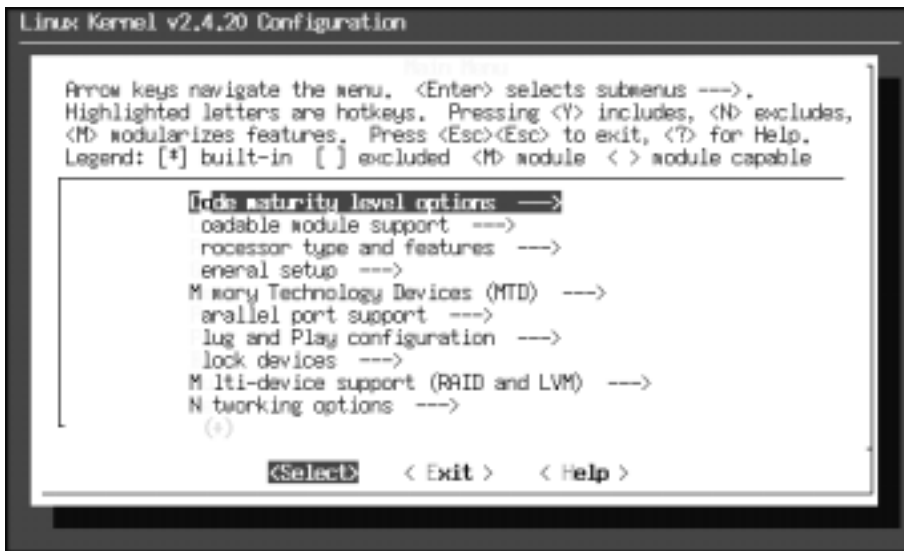 Linux Kernel v2.4.20 Configuration
Main Menu
Arrow keys navigate the menu. <Enter> selects submenus --->.
Highlighted letters are hotkeys. Pressing <Y> includes, <N> excludes,
<M> modularizes features. Press <Esc><Esc> to exit, <?> for Help.
Legend: [*] built-in [ ] excluded <M> module < > module capable
Code maturity level options --->
oadable module support --->
rocessor type and features --->
eneral setup --->
M mory Technology Devices (MTD) --->
arallel port support --->
lug and Play configuration --->
lock devices --->
M lti-device support (RAID and LVM) --->
N tworking options --->
(+)
<Select> < Exit > < Help >